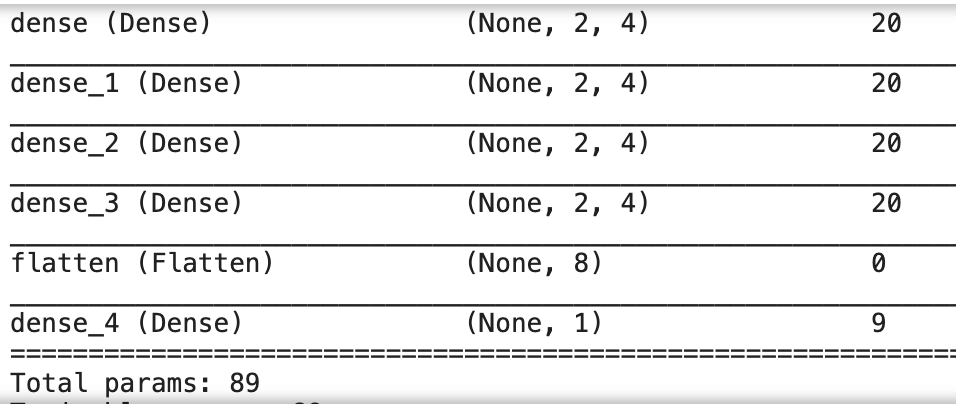 dense (Dense) (None, 2, 4) 20
dense_1 (Dense) (None, 2, 4) 20
dense_2 (Dense) (None, 2, 4) 20
dense_3 (Dense) (None, 2, 4) 20
flatten (Flatten) (None, 8) 0
dense_4 (Dense) (None, 1) 9
Total params: 89